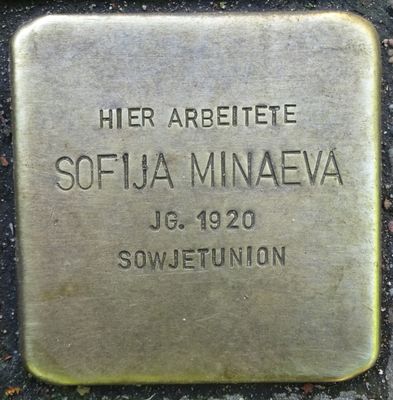 HIER ARBEITETE
SOFIJA MINAEVA
JG. 1920
SOWJETUNION